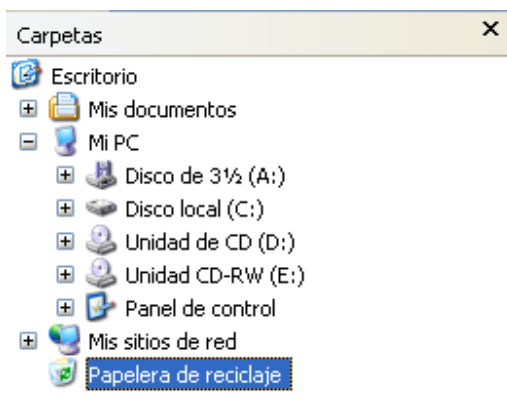 Carpetas
Escritorio
Mis documentos
Mi PC
Disco de 3½ (A:)
Disco local (C:)
Unidad de CD (D:)
Unidad CD-RW (E:)
Panel de control
Mis sitios de red
Papelera de reciclaje